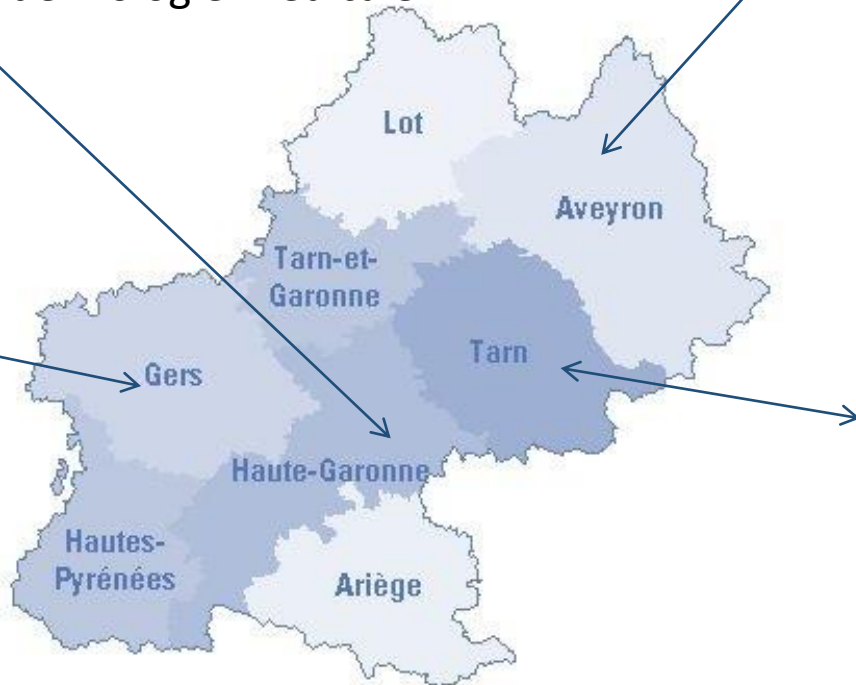 Lot
Aveyron
Tarn-et-
Garonne
Tarn
Gers
Haute-Garonne
Hautes-
Pyrénées
Ariège